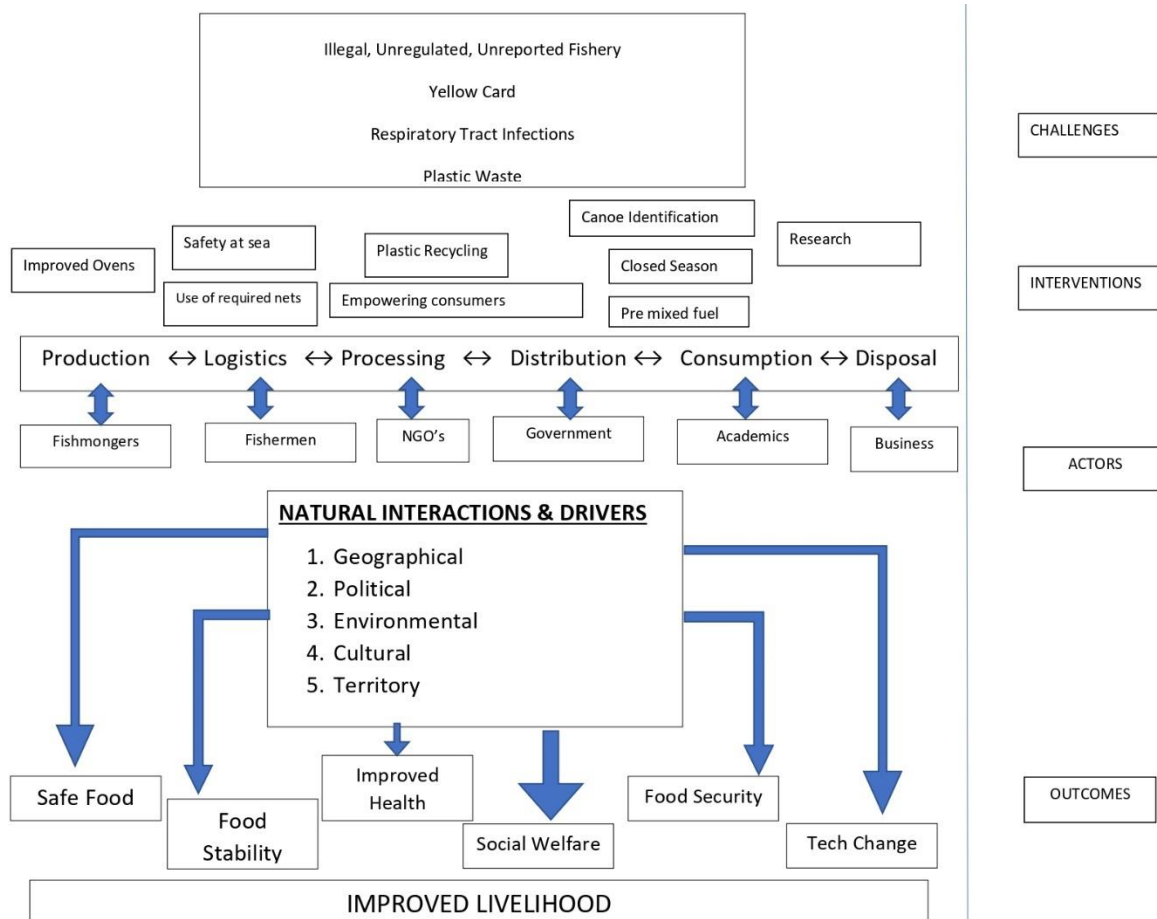 Illegal, Unregulated, Unreported Fishery
Yellow Card
Respiratory Tract Infections
Plastic Waste
CHALLENGES
Canoe Identification
Safety at sea
Plastic Recycling
Research
Improved Ovens
Closed Season
INTERVENTIONS
Use of required nets
Empowering consumers
Pre mixed fuel
Production ↔ Logistics ↔ Processing ↔ Distribution ↔ Consumption ↔ Disposal
Fishmongers
Fishermen
NGO's
Government
Academics
Business
ACTORS
NATURAL INTERACTIONS & DRIVERS
1. Geographical
2. Political
3. Environmental
4. Cultural
5. Territory
Safe Food
Food
Stability
Improved
Health
Social Welfare
Food Security
Tech Change
OUTCOMES
IMPROVED LIVELIHOOD